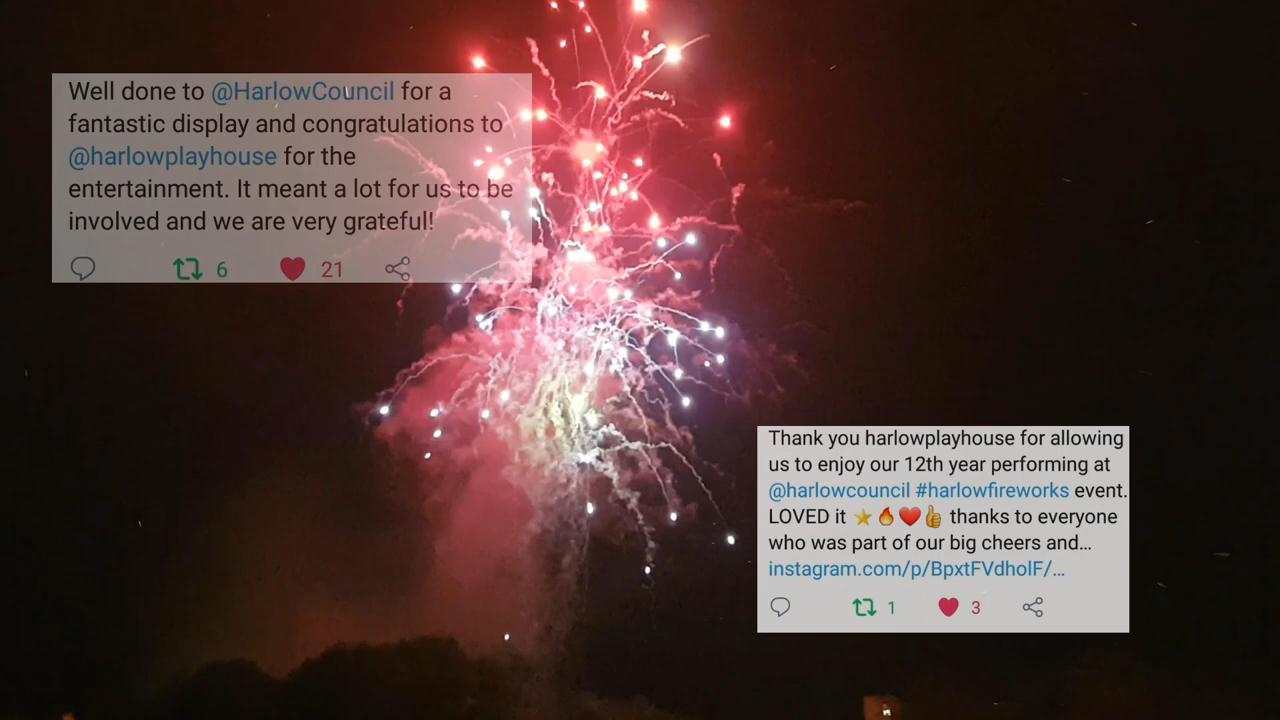 Well done to @HarlowCouncil for a
fantastic display and congratulations to
@harlowplayhouse for the
entertainment. It meant a lot for us to be
involved and we are very grateful!
6 21
Thank you harlowplayhouse for allowing
us to enjoy our 12th year performing at
@harlowcouncil #harlowfireworks event.
LOVED it ⭐🔥❤️👍 thanks to everyone
who was part of our big cheers and...
instagram.com/p/BpxtFVdholF/...
1 3